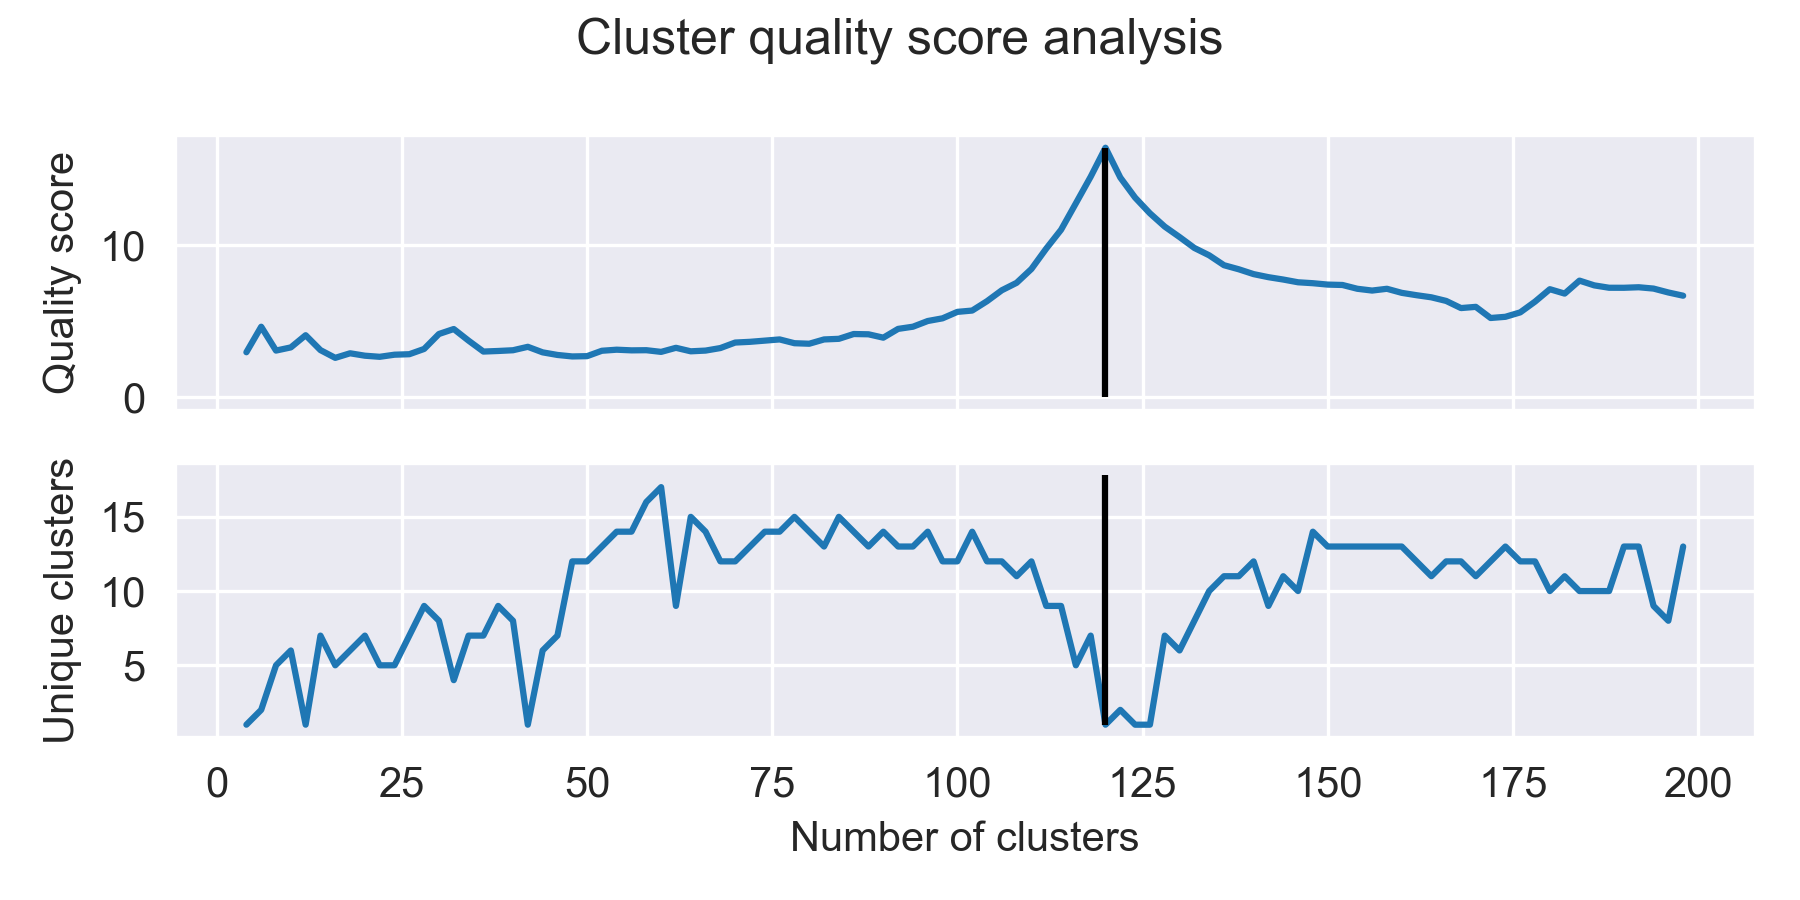 Cluster quality score analysis
Quality score
10
0
Unique clusters
15
10
5
0 25 50 75 100 125 150 175 200
Number of clusters